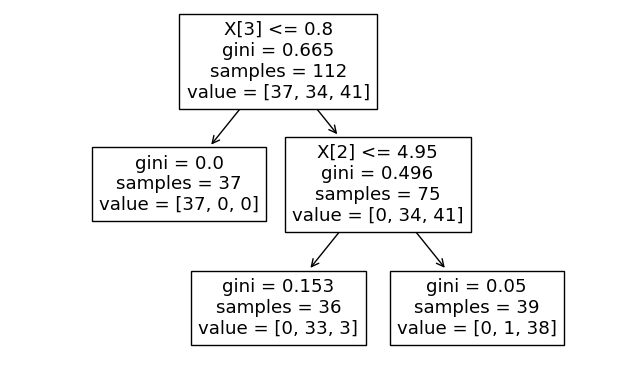 X[3] <= 0.8
gini = 0.665
samples = 112
value = [37, 34, 41]
gini = 0.0
samples = 37
value = [37, 0, 0]
X[2] <= 4.95
gini = 0.496
samples = 75
value = [0, 34, 41]
gini = 0.153
samples = 36
value = [0, 33, 3]
gini = 0.05
samples = 39
value = [0, 1, 38]